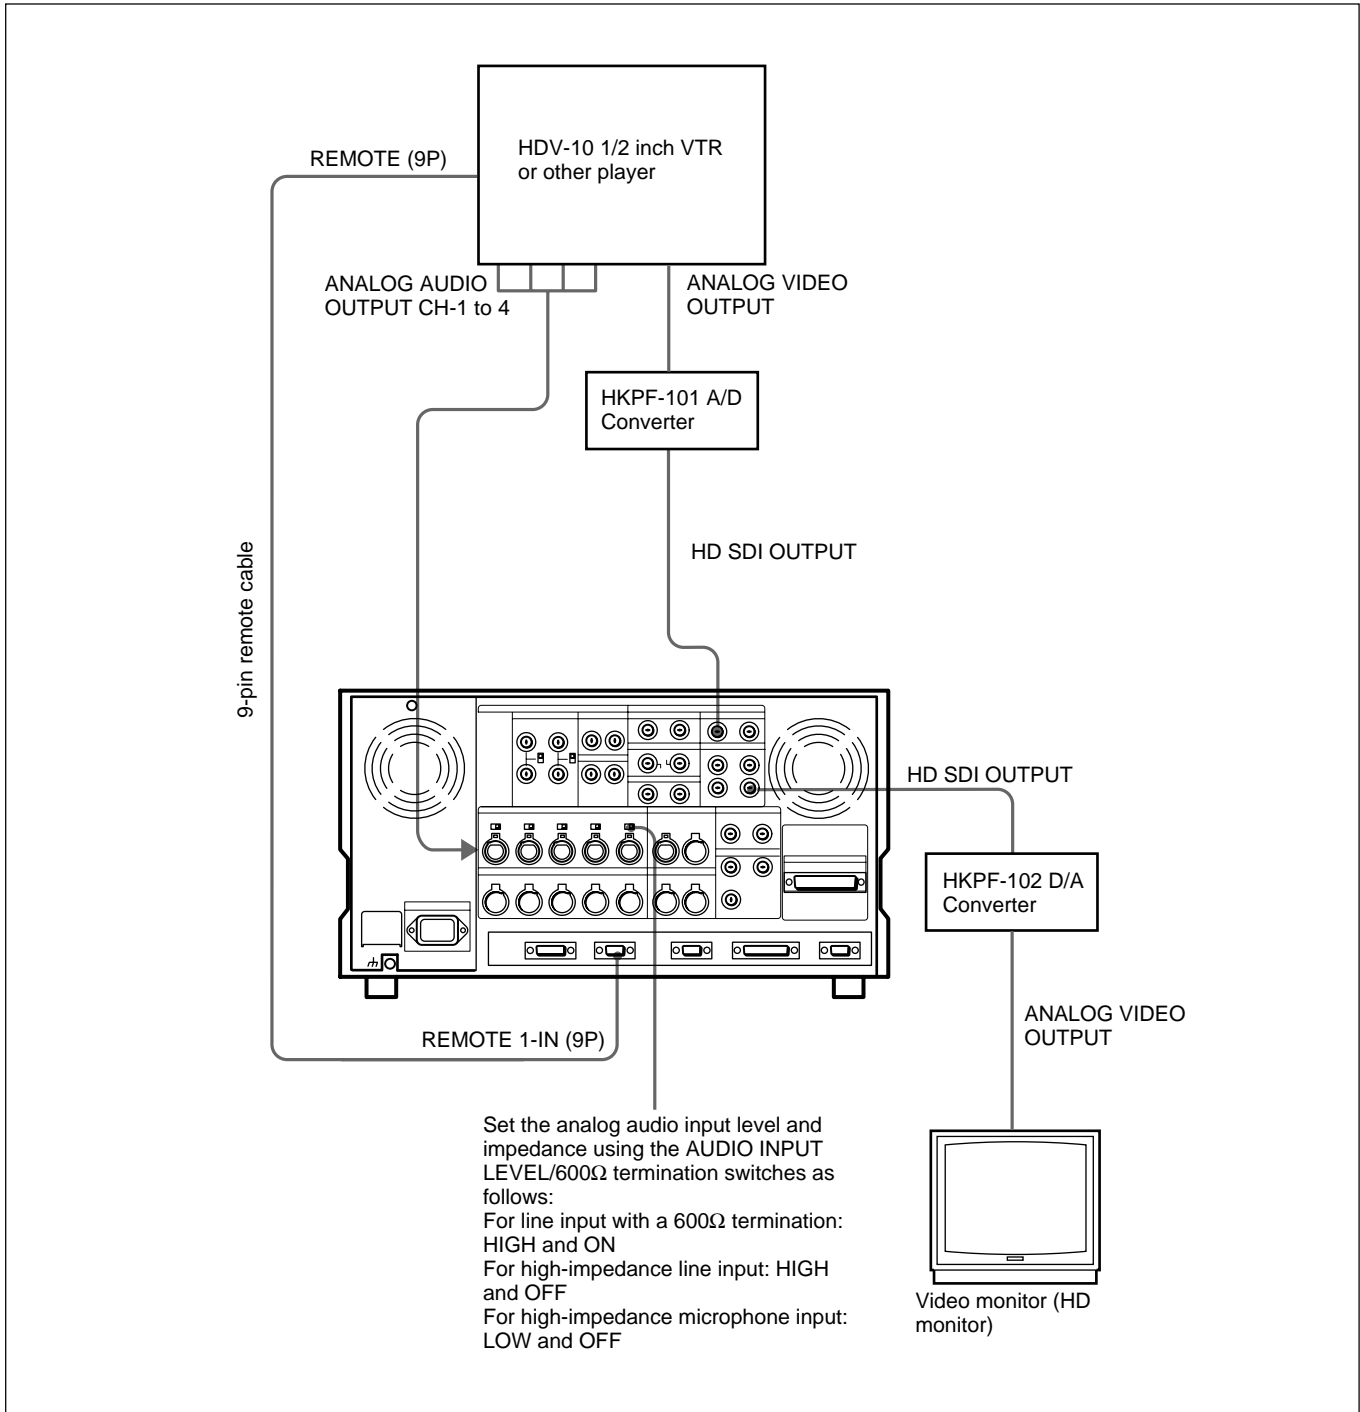 HDV-10 1/2 inch VTR
or other player
REMOTE (9P)
ANALOG AUDIO
OUTPUT CH-1 to 4
ANALOG VIDEO
OUTPUT
HKPF-101 A/D
Converter
HD SDI OUTPUT
9-pin remote cable
HD SDI OUTPUT
HKPF-102 D/A
Converter
ANALOG VIDEO
OUTPUT
REMOTE 1-IN (9P)
Set the analog audio input level and
impedance using the AUDIO INPUT
LEVEL/600Ω termination switches as
follows:
For line input with a 600Ω termination:
HIGH and ON
For high-impedance line input: HIGH
and OFF
For high-impedance microphone input:
LOW and OFF
Video monitor (HD
monitor)